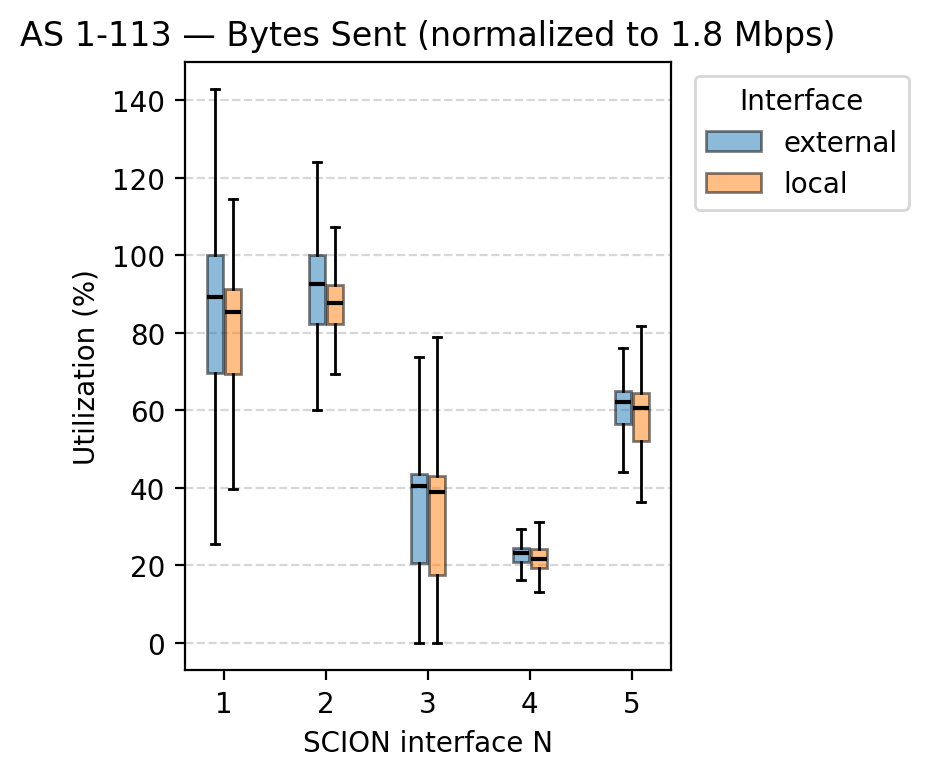 AS 1-113 — Bytes Sent (normalized to 1.8 Mbps)
Interface
external
local
Utilization (%)
140
120
100
80
60
40
20
0
1 2 3 4 5
SCION interface N